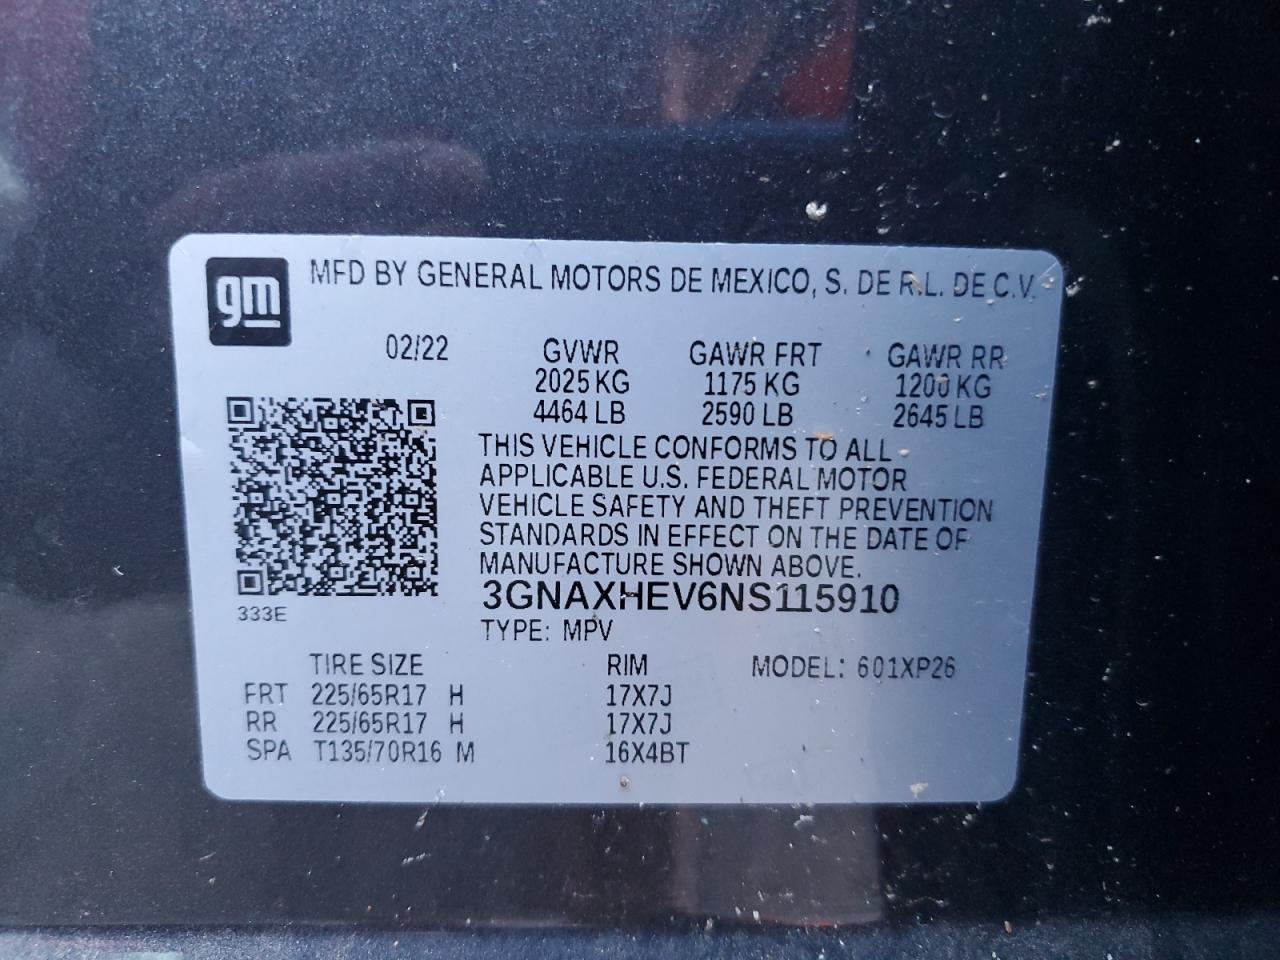 gm
MFD BY GENERAL MOTORS DE MEXICO, S. DE R.L. DE C.V.
02/22 GVWR GAWR FRT GAWR RR
2025 KG 1175 KG 1200 KG
4464 LB 2590 LB 2645 LB
THIS VEHICLE CONFORMS TO ALL
APPLICABLE U.S. FEDERAL MOTOR
VEHICLE SAFETY AND THEFT PREVENTION
STANDARDS IN EFFECT ON THE DATE OF
MANUFACTURE SHOWN ABOVE.
3GNAXHEV6NS115910
333E
TYPE: MPV
TIRE SIZE RIM MODEL: 601XP26
FRT 225/65R17 H 17X7J
RR 225/65R17 H 17X7J
SPA T135/70R16 M 16X4BT